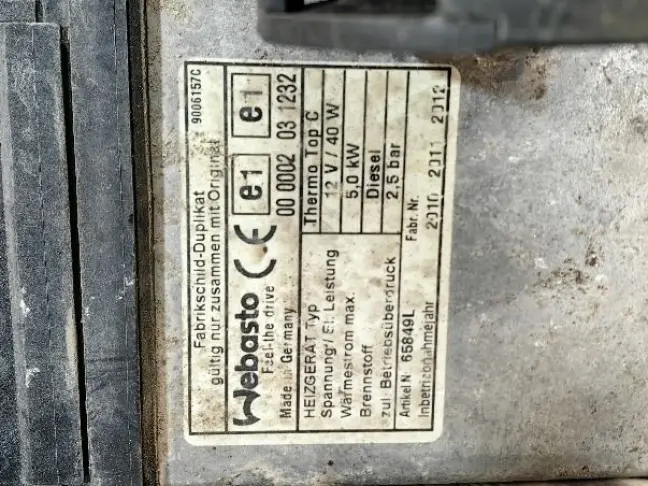 Fabrikschild-Duplikat 9006157C
gültig nur zusammen mit Original
Webasto CE e1 e1
Feel the drive
Made in Germany 00 0002 03 1232
HEIZGERÄT Typ Thermo Top C
Spannung / El. Leistung 12 V / 40 W
Wärmestrom max. 5,0 kW
Brennstoff Diesel
zul. Betriebsüberdruck 2,5 bar
Artikel N. 65849L Fabr. Nr.
Inbetriebnahmejahr 2010 2011 2012